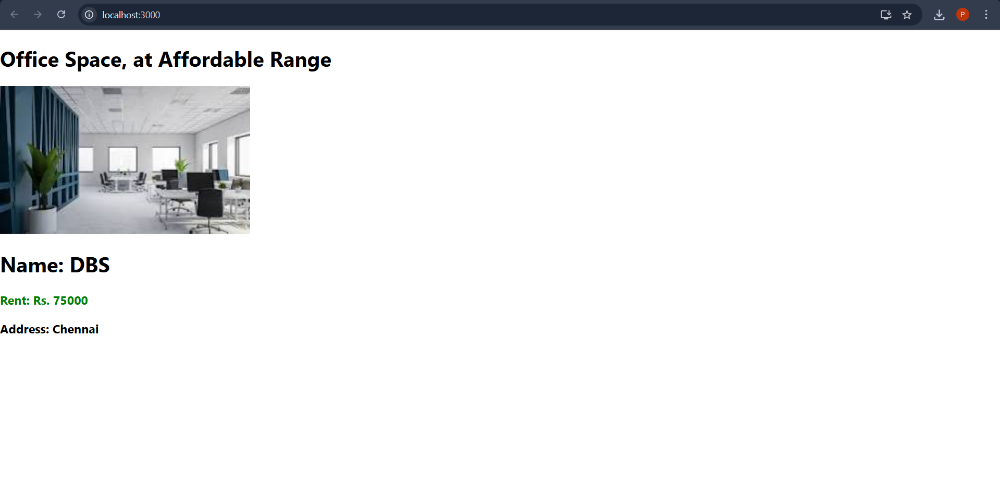 localhost:3000
P
Office Space, at Affordable Range
Name: DBS
Rent: Rs. 75000
Address: Chennai